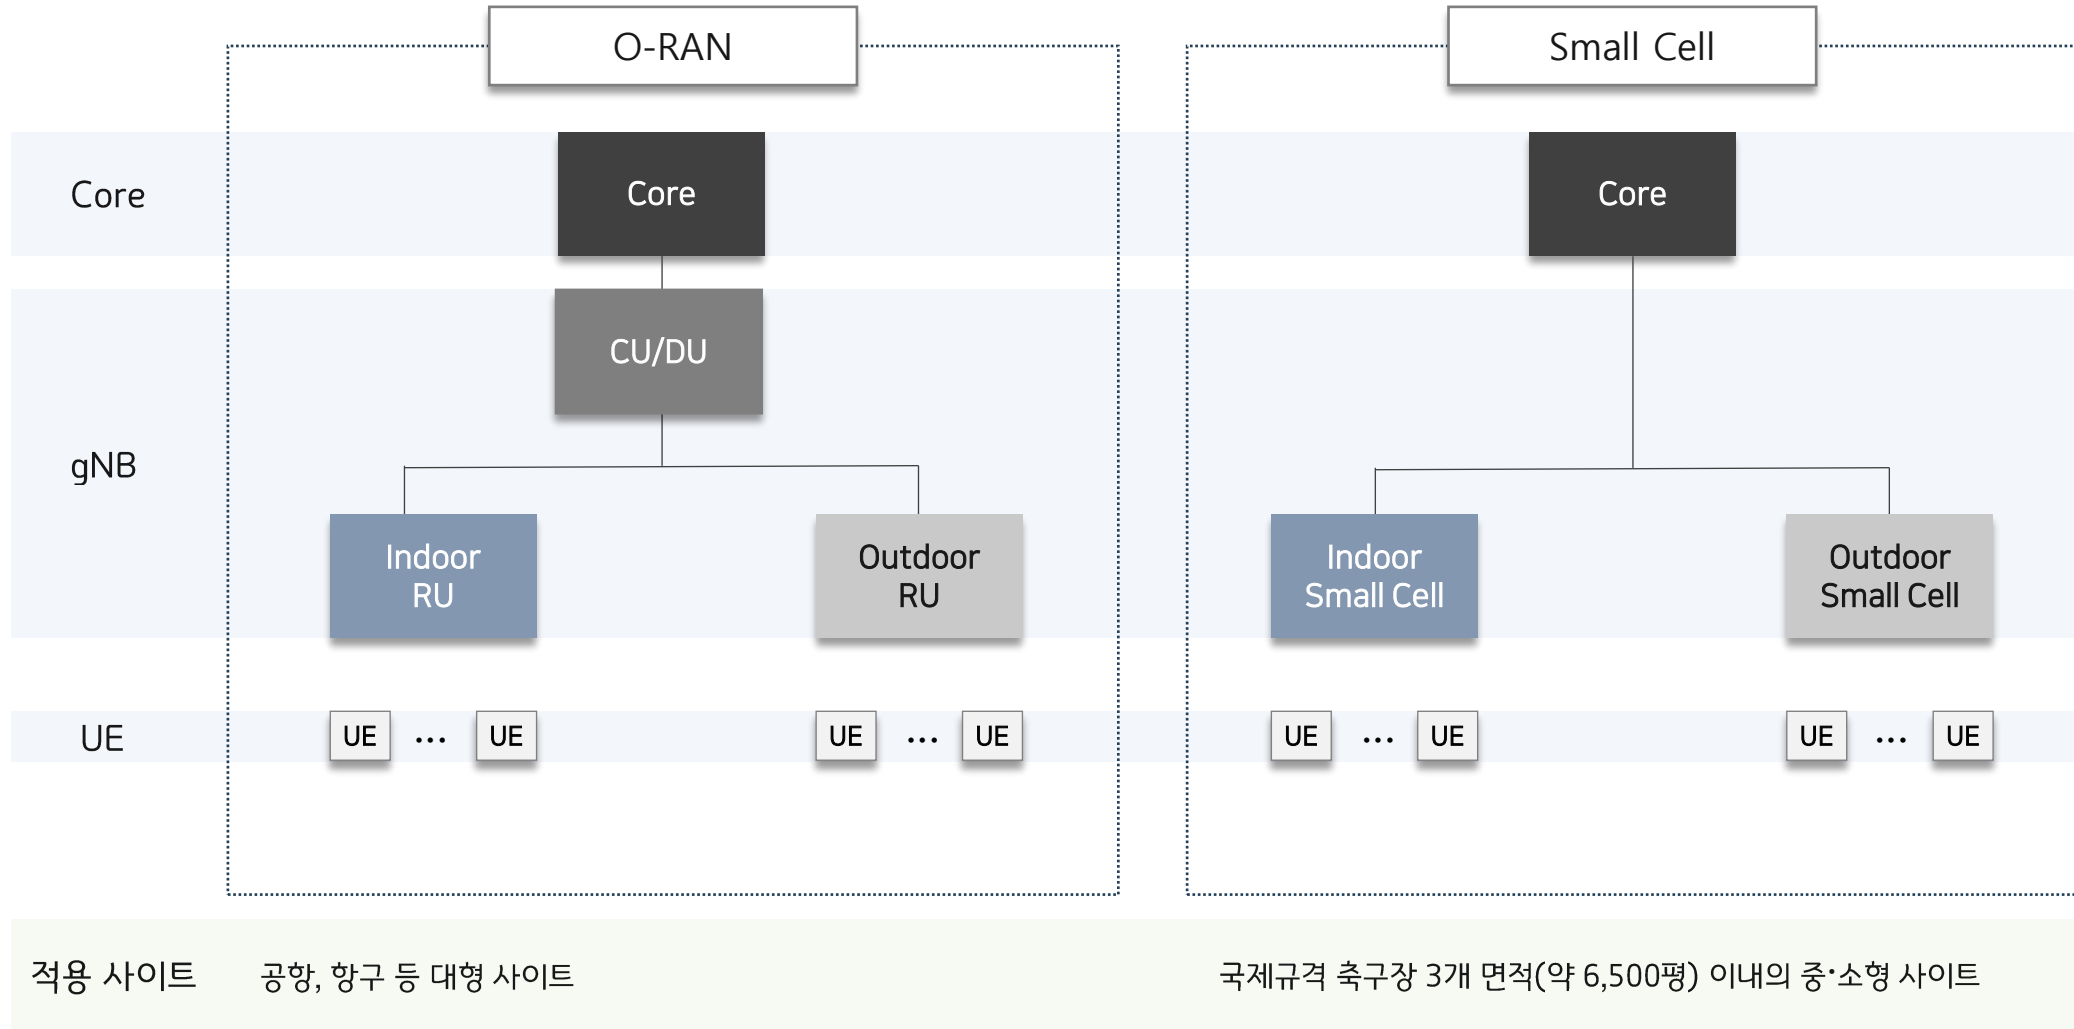 O-RAN
Small Cell
Core
Core
Core
CU/DU
gNB
Indoor
RU
Outdoor
RU
Indoor
Small Cell
Outdoor
Small Cell
UE
UE ... UE
UE ... UE
UE ... UE
UE ... UE
적용 사이트
공항, 항구 등 대형 사이트
국제규격 축구장 3개 면적(약 6,500평) 이내의 중·소형 사이트